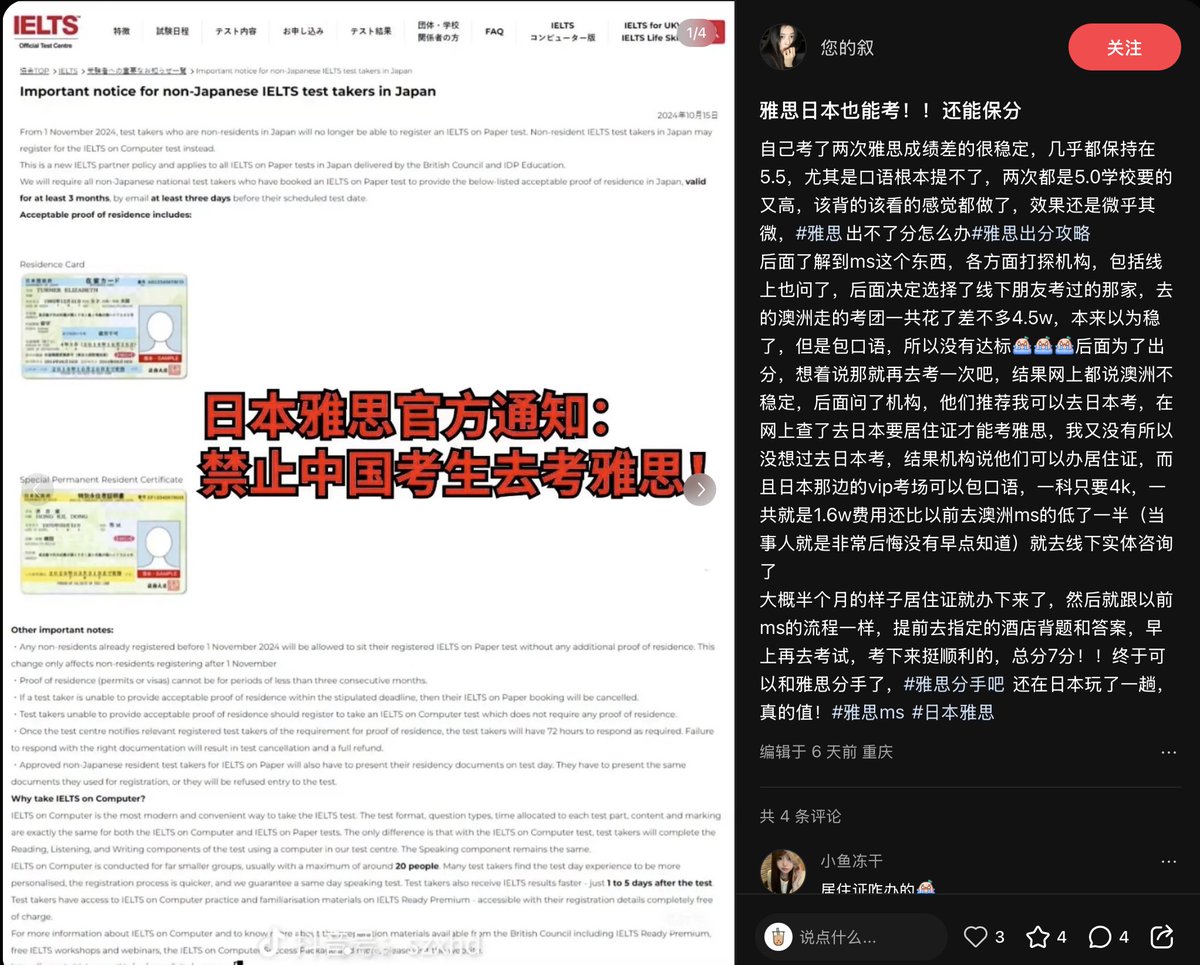 IELTS
Official Test Centre
特徴
試験日程
テスト内容
お申し込み
テスト結果
団体・学校
関係者の方
FAQ
IELTS
コンピューター版
IELTS for UKV
IELTS Life Ski
1/4
協会TOP > IELTS > 受験者への重要なお知らせ一覧 > Important notice for non-Japanese IELTS test takers in Japan
Important notice for non-Japanese IELTS test takers in Japan
2024年10月15日
From 1 November 2024, test takers who are non-residents in Japan will no longer be able to register an IELTS on Paper test. Non-resident IELTS test takers in Japan may
register for the IELTS on Computer test instead.
This is a new IELTS partner policy and applies to all IELTS on Paper tests in Japan delivered by the British Council and IDP Education.
We will require all non-Japanese national test takers who have booked an IELTS on Paper test to provide the below-listed acceptable proof of residence in Japan, valid
for at least 3 months, by email at least three days before their scheduled test date.
Acceptable proof of residence includes:
Residence Card
在留カード
TURNER ELIZABETH
SAMPLE
日本雅思官方通知：
禁止中国考生去考雅思！
Special Permanent Resident Certificate
特別永住者証明書
HONG KIL DONG
SAMPLE
Other important notes:
・Any non-residents already registered before 1 November 2024 will be allowed to sit their registered IELTS on Paper test without any additional proof of residence. This
change only affects non-residents registering after 1 November
・Proof of residence (permits or visas) cannot be for periods of less than three consecutive months.
・If a test taker is unable to provide acceptable proof of residence within the stipulated deadline, then their IELTS on Paper booking will be cancelled.
・Test takers unable to provide acceptable proof of residence should register to take an IELTS on Computer test which does not require any proof of residence.
・Once the test centre notifies relevant registered test takers of the requirement for proof of residence, the test takers will have 72 hours to respond as required. Failure
to respond with the right documentation will result in test cancellation and a full refund.
・Approved non-Japanese resident test takers for IELTS on Paper will also have to present their residency documents on test day. They have to present the same
documents they used for registration, or they will be refused entry to the test.
Why take IELTS on Computer?
IELTS on Computer is the most modern and convenient way to take the IELTS test. The test format, question types, time allocated to each test part, content and marking
are exactly the same for both the IELTS on Computer and IELTS on Paper tests. The only difference is that with the IELTS on Computer test, test takers will complete the
Reading, Listening, and Writing components of the test using a computer in our test centre. The Speaking component remains the same.
IELTS on Computer is conducted for far smaller groups, usually with a maximum of around 20 people. Many test takers find the test day experience to be more
personalised, the registration process is quicker, and we guarantee a same day speaking test. Test takers also receive IELTS results faster - just 1 to 5 days after the test.
Test takers have access to IELTS on Computer practice and familiarisation materials on IELTS Ready Premium - accessible with their registration details completely free
of charge.
For more information about IELTS on Computer and to know more about the preparation materials available from the British Council including IELTS Ready Premium,
free IELTS workshops and webinars, the IELTS on Computer Success Pack
您的叙
关注
雅思日本也能考！！还能保分
自己考了两次雅思成绩差的很稳定，几乎都保持在
5.5，尤其是口语根本提不了，两次都是5.0学校要的
又高，该背的该看的感觉都做了，效果还是微乎其
微，#雅思出不了分怎么办#雅思出分攻略
后面了解到ms这个东西，各方面打探机构，包括线
上也问了，后面决定选择了线下朋友考过的那家，去
的澳洲走的考团一共花了差不多4.5w，本来以为稳
了，但是包口语，所以没有达标后面为了出
分，想着说那就再去考一次吧，结果网上都说澳洲不
稳定，后面问了机构，他们推荐我可以去日本考，在
网上查了去日本要居住证才能考雅思，我又没有所以
没想过去日本考，结果机构说他们可以办居住证，而
且日本那边的vip考场可以包口语，一科只要4k，一
共就是1.6w费用还比以前去澳洲ms的低了一半（当
事人就是非常后悔没有早点知道）就去线下实体咨询
了
大概半个月的样子居住证就办下来了，然后就跟以前
ms的流程一样，提前去指定的酒店背题和答案，早
上再去考试，考下来挺顺利的，总分7分！！终于可
以和雅思分手了，#雅思分手吧 还在日本玩了一趟，
真的值！#雅思ms #日本雅思
编辑于 6 天前 重庆
共 4 条评论
小鱼冻干
居住证咋办的
说点什么...
3
4
4